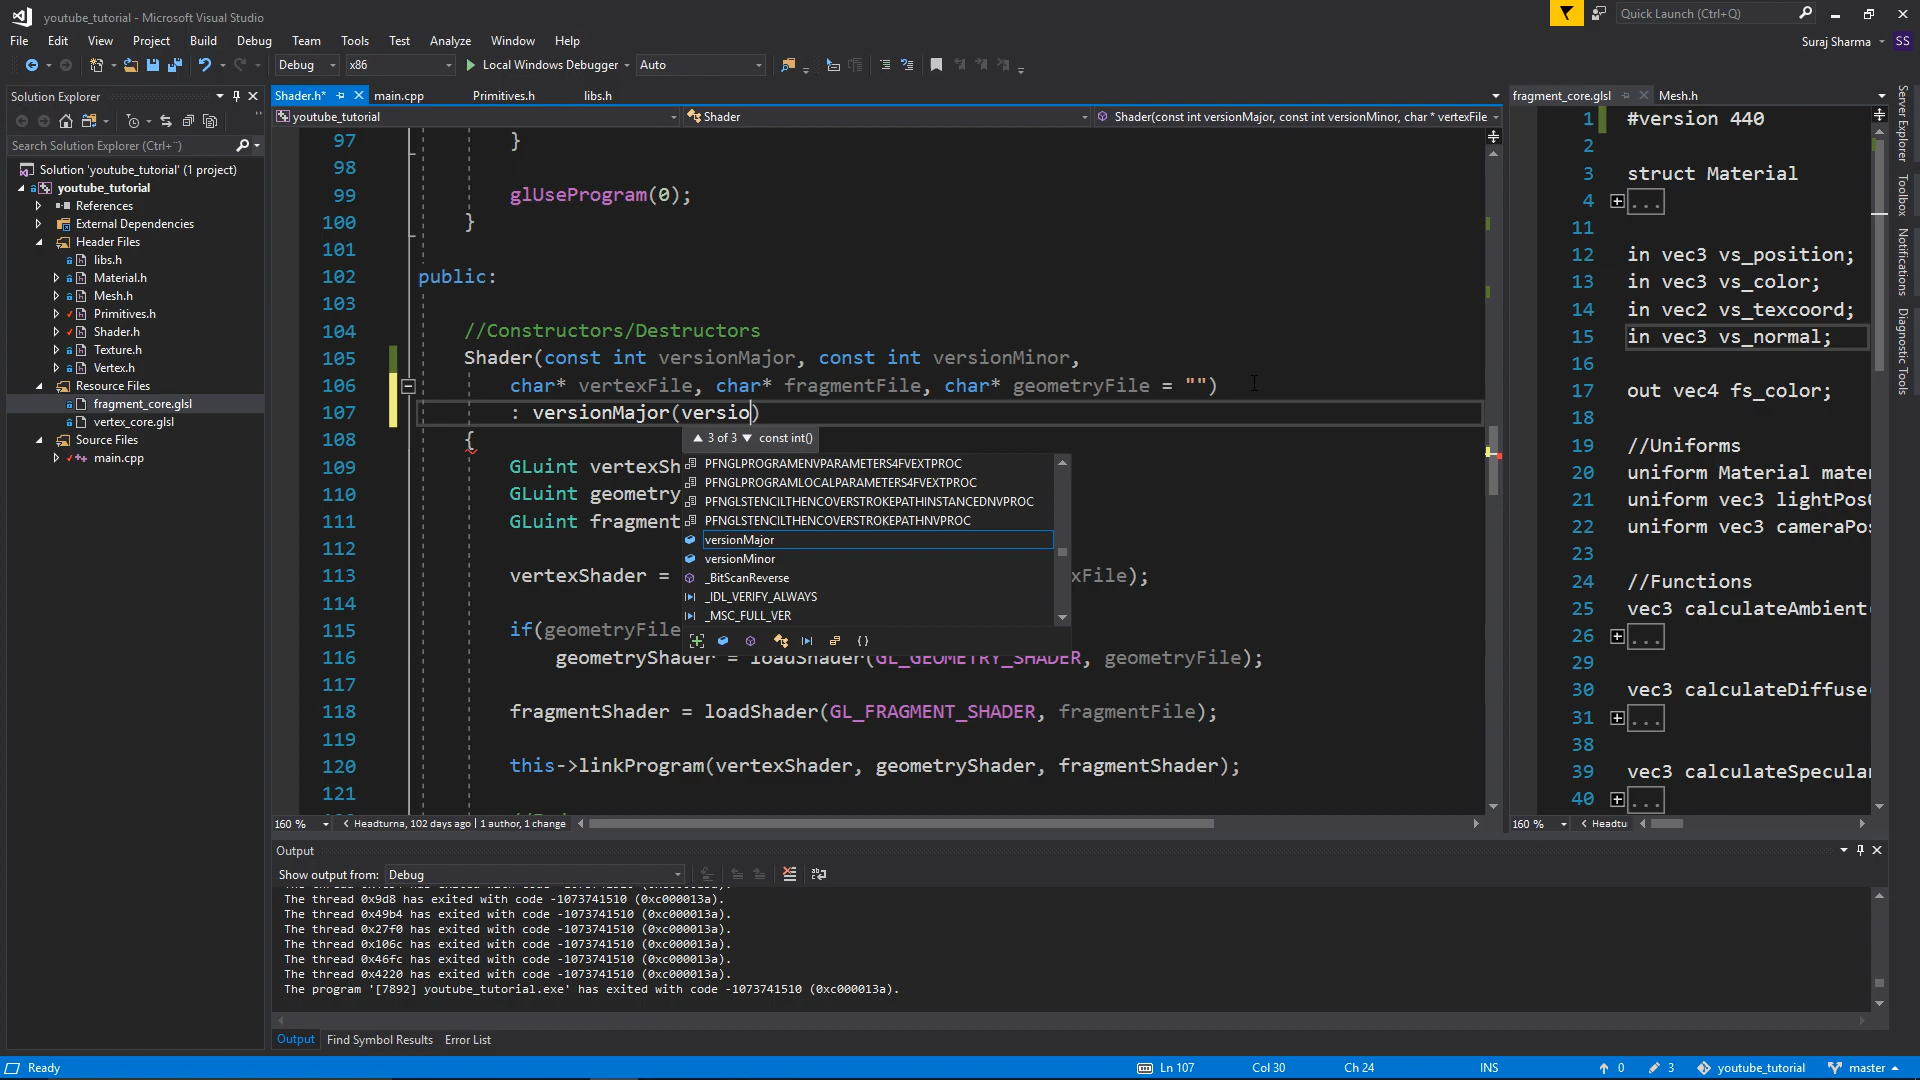 youtube_tutorial - Microsoft Visual Studio
Quick Launch (Ctrl+Q)
File Edit View Project Build Debug Team Tools Test Analyze Window Help
Suraj Sharma SS
Debug x86 Local Windows Debugger Auto
Solution Explorer
Search Solution Explorer (Ctrl+¨)
Solution 'youtube_tutorial' (1 project)
youtube_tutorial
References
External Dependencies
Header Files
libs.h
Material.h
Mesh.h
Primitives.h
Shader.h
Texture.h
Vertex.h
Resource Files
fragment_core.glsl
vertex_core.glsl
Source Files
main.cpp
Shader.h* main.cpp Primitives.h libs.h
youtube_tutorial Shader Shader(const int versionMajor, const int versionMinor, char * vertexFile
97 }
98
99 glUseProgram(0);
100 }
101
102 public:
103
104 //Constructors/Destructors
105 Shader(const int versionMajor, const int versionMinor,
106 char* vertexFile, char* fragmentFile, char* geometryFile = "")
107 : versionMajor(versio)
108 {
3 of 3 const int()
109 GLuint vertexSh
110 GLuint geometry
111 GLuint fragment
112
113 vertexShader = xFile);
114
115 if(geometryFile
116 geometryShader = loadShader(GL_GEOMETRY_SHADER, geometryFile);
117
118 fragmentShader = loadShader(GL_FRAGMENT_SHADER, fragmentFile);
119
120 this->linkProgram(vertexShader, geometryShader, fragmentShader);
121
PFNGLPROGRAMENVPARAMETERS4FVEXTPROC
PFNGLPROGRAMLOCALPARAMETERS4FVEXTPROC
PFNGLSTENCILTHENCOVERSTROKEPATHINSTANCEDNVPROC
PFNGLSTENCILTHENCOVERSTROKEPATHNVPROC
versionMajor
versionMinor
_BitScanReverse
_IDL_VERIFY_ALWAYS
_MSC_FULL_VER
160 % Headturna, 102 days ago | 1 author, 1 change
fragment_core.glsl Mesh.h
1 #version 440
2
3 struct Material
4 ...
11
12 in vec3 vs_position;
13 in vec3 vs_color;
14 in vec2 vs_texcoord;
15 in vec3 vs_normal;
16
17 out vec4 fs_color;
18
19 //Uniforms
20 uniform Material mater
21 uniform vec3 lightPos0
22 uniform vec3 cameraPos
23
24 //Functions
25 vec3 calculateAmbient(
26 ...
29
30 vec3 calculateDiffuse(
31 ...
38
39 vec3 calculateSpecular
40 ...
160 % Headtu
Server Explorer
Toolbox
Notifications
Diagnostic Tools
Output
Show output from: Debug
The thread 0x9d8 has exited with code -1073741510 (0xc000013a).
The thread 0x49b4 has exited with code -1073741510 (0xc000013a).
The thread 0x27f0 has exited with code -1073741510 (0xc000013a).
The thread 0x106c has exited with code -1073741510 (0xc000013a).
The thread 0x46fc has exited with code -1073741510 (0xc000013a).
The thread 0x4220 has exited with code -1073741510 (0xc000013a).
The program '[7892] youtube_tutorial.exe' has exited with code -1073741510 (0xc000013a).
Output Find Symbol Results Error List
Ready Ln 107 Col 30 Ch 24 INS 0 3 youtube_tutorial master